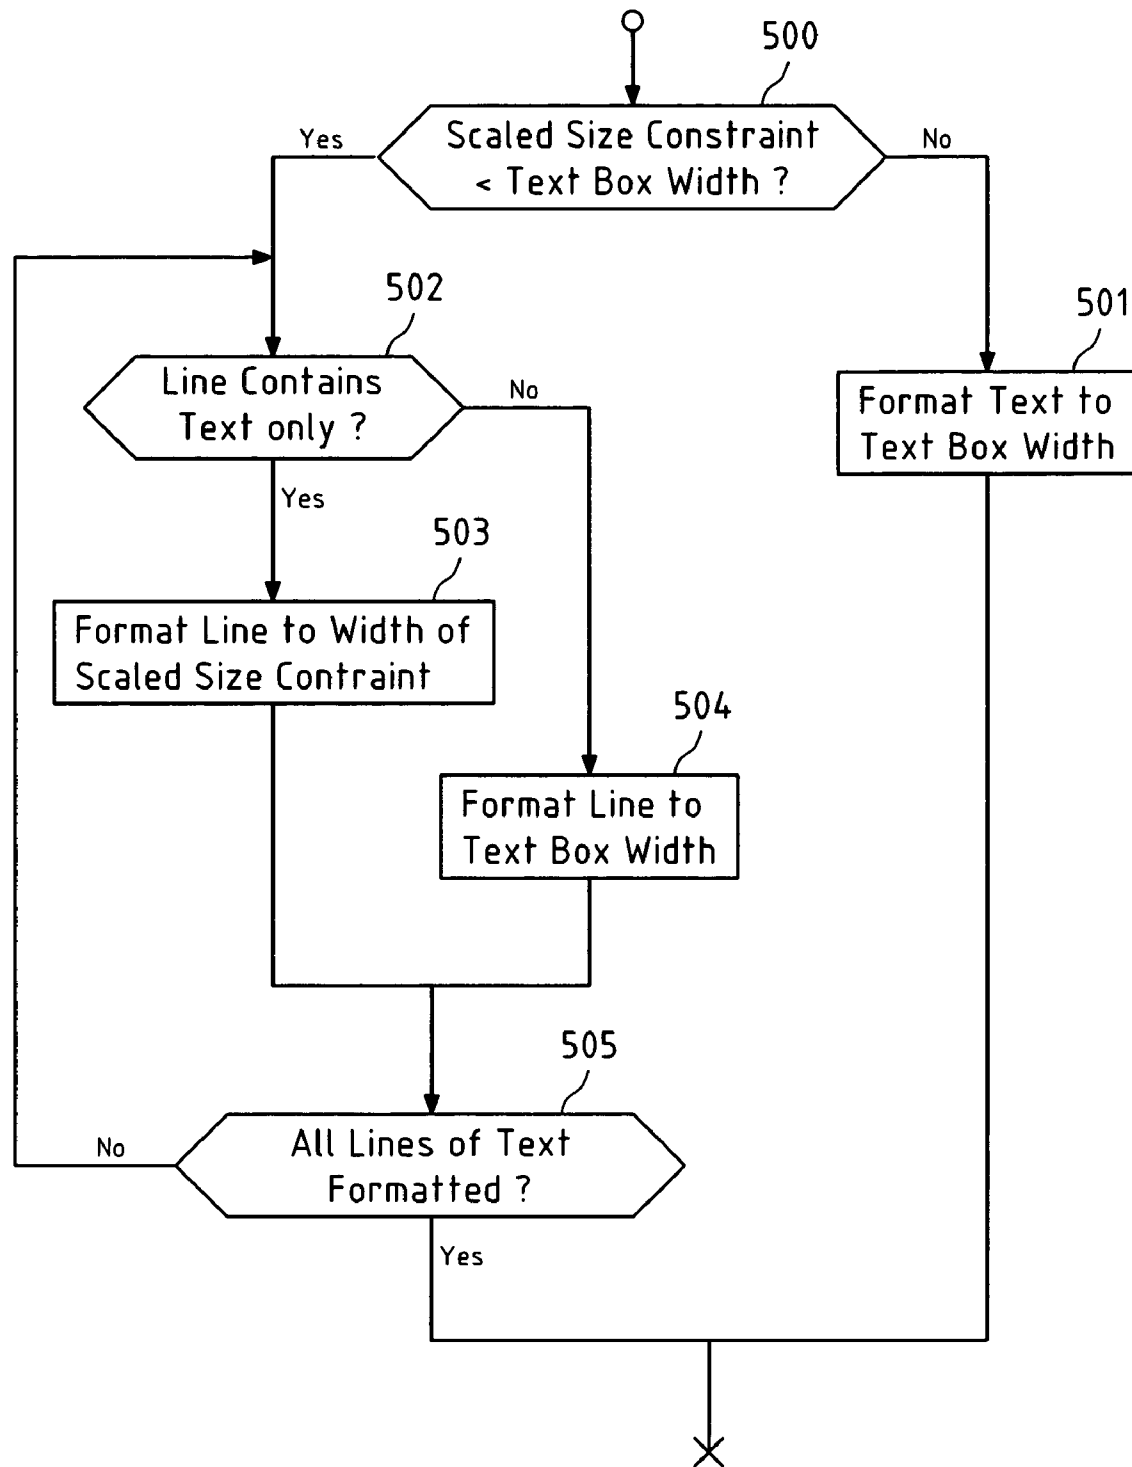 500
Scaled Size Constraint
< Text Box Width ?
Yes
No
502
Line Contains
Text only ?
No
Yes
501
Format Text to
Text Box Width
503
Format Line to Width of
Scaled Size Contraint
504
Format Line to
Text Box Width
505
All Lines of Text
Formatted ?
No
Yes